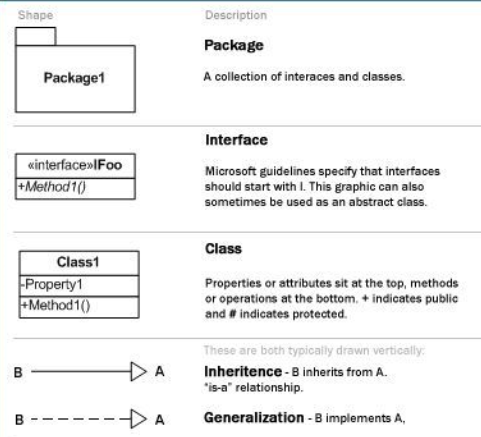 Shape Description
Package
Package1
A collection of interaces and classes.
Interface
«interface»IFoo
+Method1()
Microsoft guidelines specify that interfaces
should start with I. This graphic can also
sometimes be used as an abstract class.
Class
Class1
-Property1
+Method1()
Properties or attributes sit at the top, methods
or operations at the bottom. + indicates public
and # indicates protected.
These are both typically drawn vertically:
B A Inheritence - B inherits from A.
"is-a" relationship.
B A Generalization - B implements A,